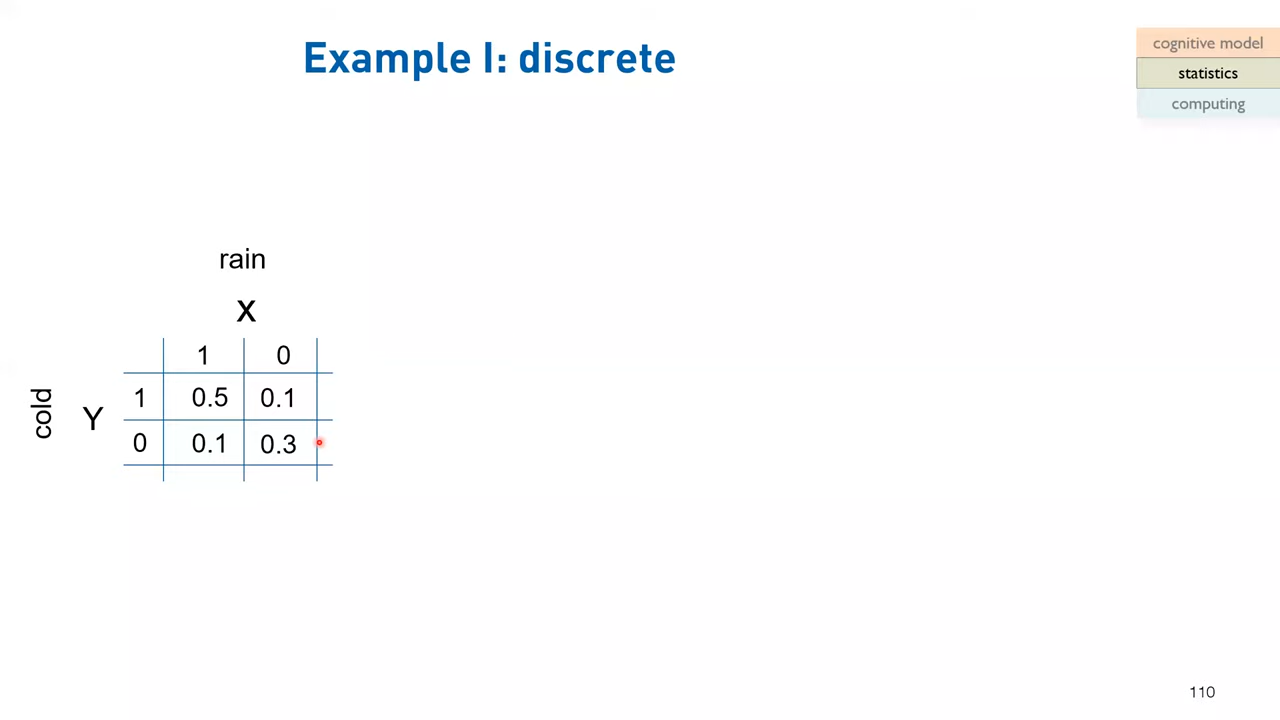 Example I: discrete
cognitive model
statistics
computing
rain
X
1 0
cold
Y
1 0.5 0.1
0 0.1 0.3
110